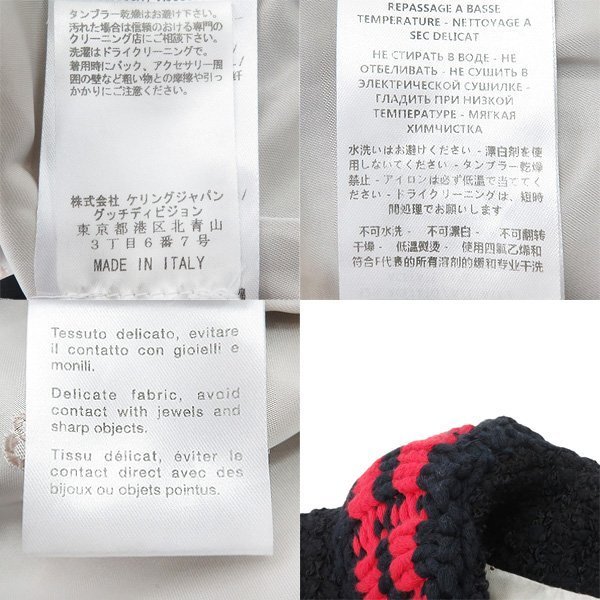 タンブラー乾燥はお避け下さい。
汚れた場合は信頼のおける専門の
クリーニング店にご相談下さい。
洗濯はドライクリーニングです。
着用時にバック、アクセサリー周
囲の壁など粗い物との摩擦や引っ
かかりにご注意ください。
株式会社 ケリングジャパン
グッチディビジョン
東京都港区北青山
3丁目6番7号
MADE IN ITALY
REPASSAGE A BASSE
TEMPERATURE - NETTOYAGE A
SEC DELICAT
НЕ СТИРАТЬ В ВОДЕ - НЕ
ОТБЕЛИВАТЬ - НЕ СУШИТЬ В
ЭЛЕКТРИЧЕСКОЙ СУШИЛКЕ -
ГЛАДИТЬ ПРИ НИЗКОЙ
ТЕМПЕРАТУРЕ - МЯГКАЯ
ХИМЧИСТКА
水洗いはお避けください - 漂白剤を使
用しないでください - タンブラー乾燥
禁止 - アイロンは必ず低温で当ててく
ださい - ドライクリーニングは、短時
間処理でお願いします
不可水洗 - 不可漂白 - 不可翻转
干燥 - 低温熨烫 - 使用四氯乙烯和
符合F代表的所有溶剂的缓和专业干洗
Tessuto delicato, evitare
il contatto con gioielli e
monili.
Delicate fabric, avoid
contact with jewels and
sharp objects.
Tissu délicat, éviter le
contact direct avec des
bijoux ou objets pointus.